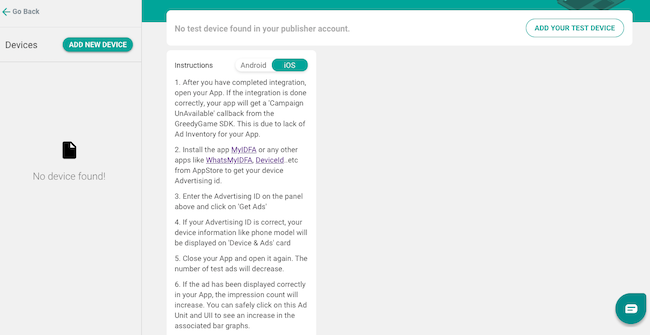 Go Back
Devices
ADD NEW DEVICE
No device found!
No test device found in your publisher account.
ADD YOUR TEST DEVICE
Instructions
Android
iOS
1. After you have completed integration,
open your App. If the integration is done
correctly, your app will get a 'Campaign
UnAvailable' callback from the
GreedyGame SDK. This is due to lack of
Ad Inventory for your App.
2. Install the app MyIDFA or any other
apps like WhatsMyIDFA, DeviceId..etc
from AppStore to get your device
Advertising id.
3. Enter the Advertising ID on the panel
above and click on 'Get Ads'
4. If your Advertising ID is correct, your
device information like phone model will
be displayed on 'Device & Ads' card
5. Close your App and open it again. The
number of test ads will decrease.
6. If the ad has been displayed correctly
in your App, the impression count will
increase. You can safely click on this Ad
Unit and UII to see an increase in the
associated bar graphs.